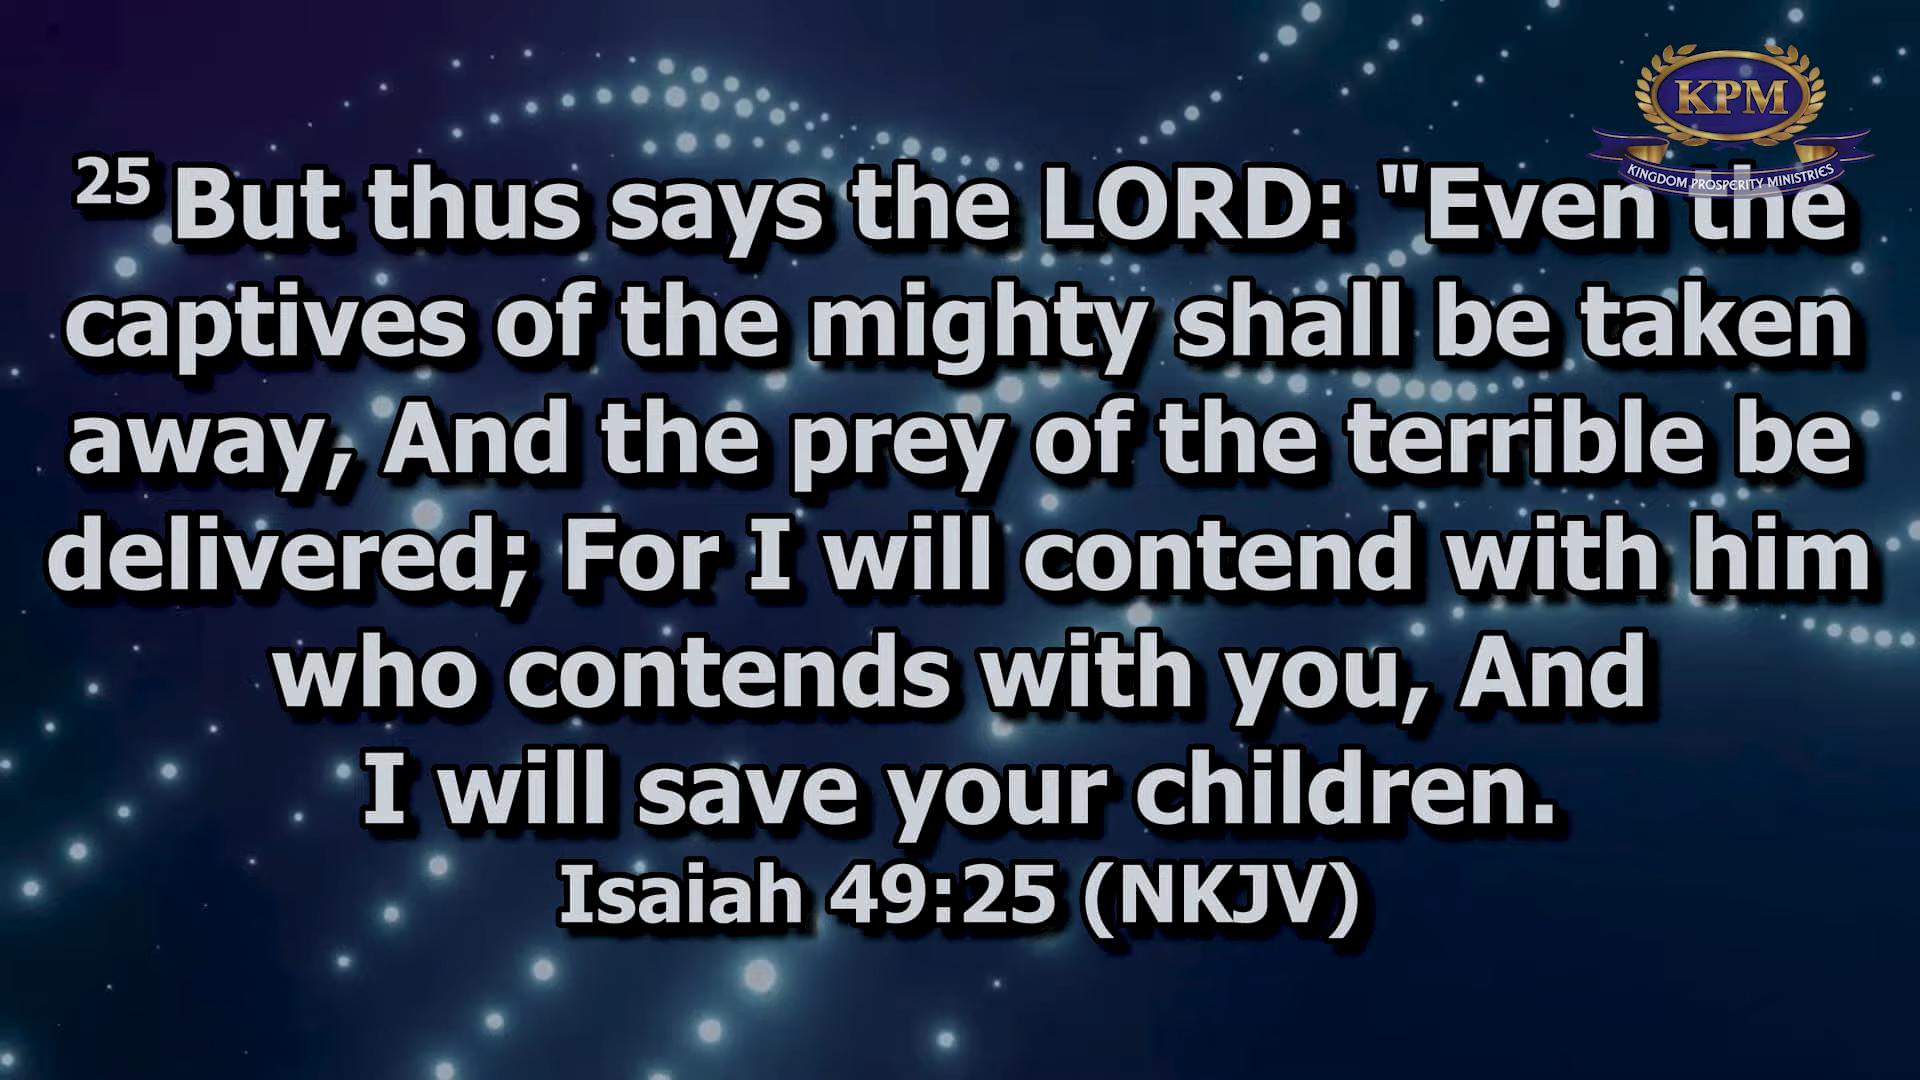 KPM
KINGDOM PROSPERITY MINISTRIES
25 But thus says the LORD: "Even the
captives of the mighty shall be taken
away, And the prey of the terrible be
delivered; For I will contend with him
who contends with you, And
I will save your children.
Isaiah 49:25 (NKJV)